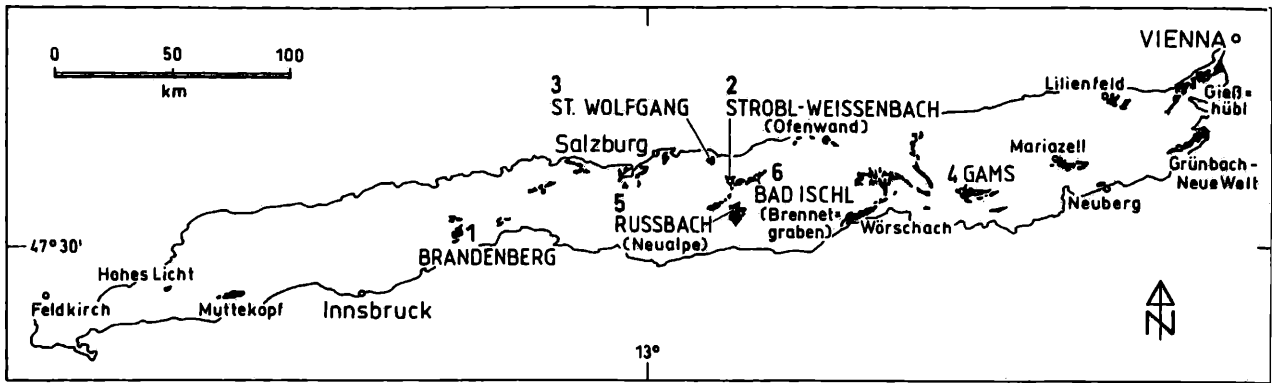 VIENNA
0 50 100
km
3
ST. WOLFGANG
2
STROBL-WEISSENBACH
(Ofenwand)
Lilienfeld
Gieß=
hübl
Salzburg
Mariazell
Grünbach-
Neue Welt
6
BAD ISCHL
(Brennet=
graben)
4 GAMS
Neuberg
5
RUSSBACH
(Neualpe)
Wörschach
47°30'
1
BRANDENBERG
Hohes Licht
Feldkirch
Muttekopf
Innsbruck
13°
N